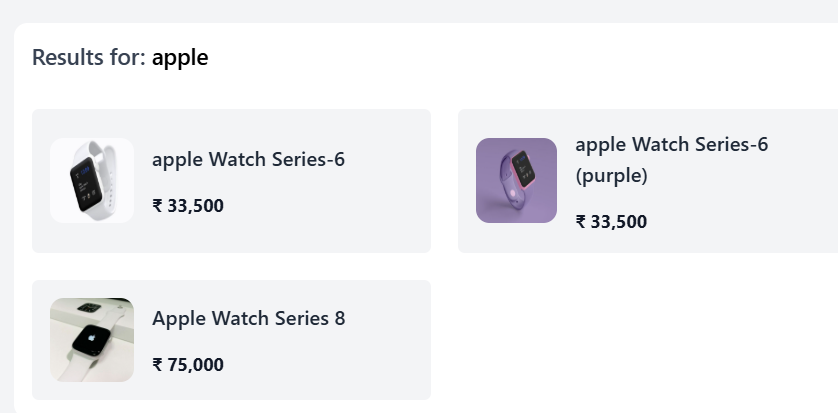 Results for: apple
apple Watch Series-6
₹ 33,500
apple Watch Series-6
(purple)
₹ 33,500
Apple Watch Series 8
₹ 75,000